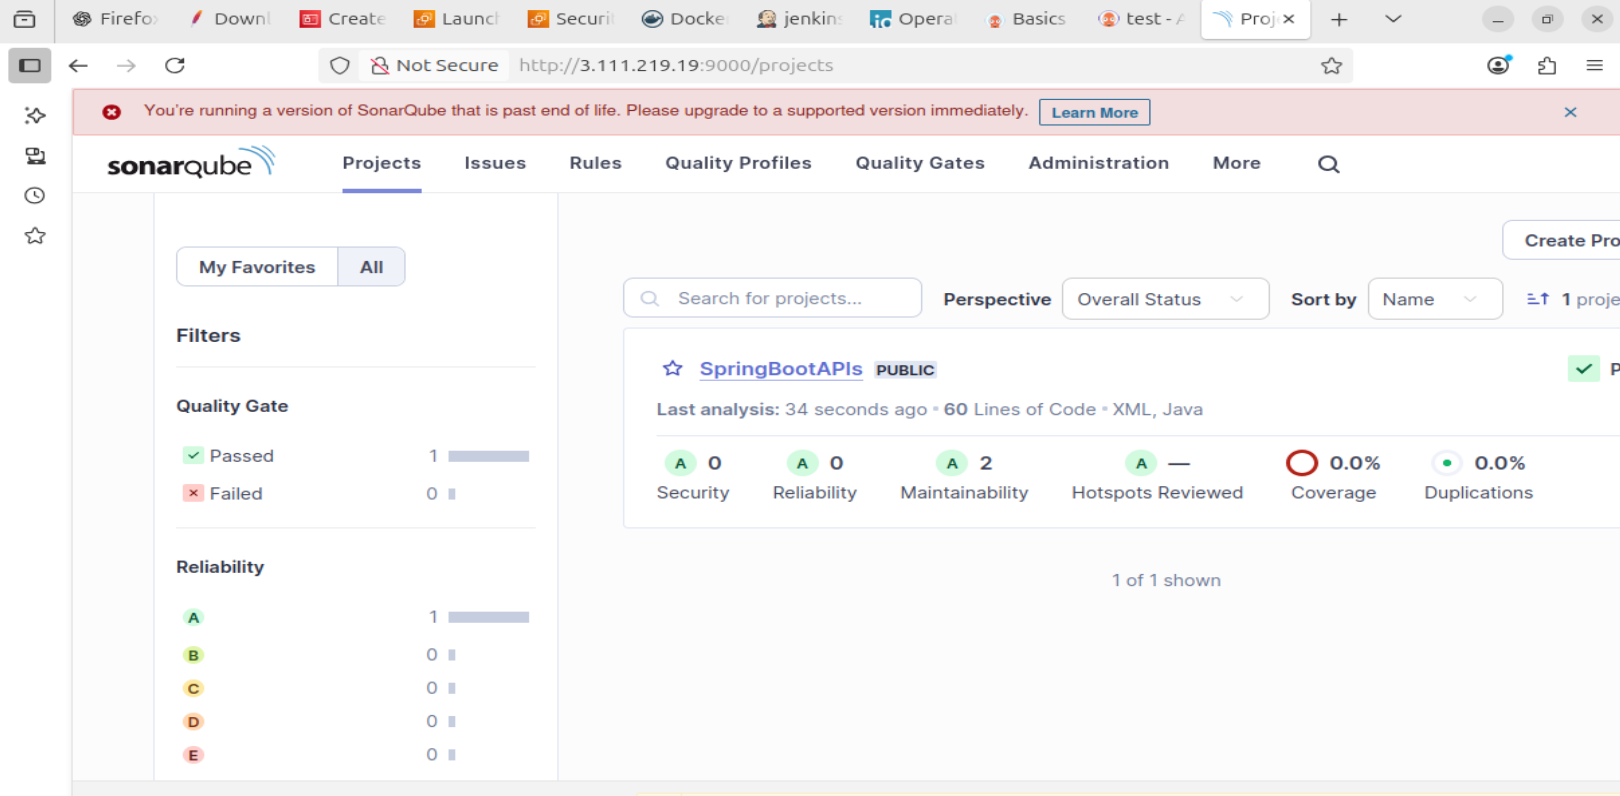 Firefo
Downl
Create
Launch
Securi
Docke
jenkins
Opera
Basics
test - A
Proj
Not Secure
http://3.111.219.19:9000/projects
You're running a version of SonarQube that is past end of life. Please upgrade to a supported version immediately. Learn More
sonarqube Projects Issues Rules Quality Profiles Quality Gates Administration More
My Favorites All
Create Pro
Search for projects... Perspective Overall Status Sort by Name 1 proje
Filters
Quality Gate
Passed 1
Failed 0
Reliability
A 1
B 0
C 0
D 0
E 0
SpringBootAPIs PUBLIC P
Last analysis: 34 seconds ago • 60 Lines of Code • XML, Java
A 0 A 0 A 2 A — 0.0% 0.0%
Security Reliability Maintainability Hotspots Reviewed Coverage Duplications
1 of 1 shown